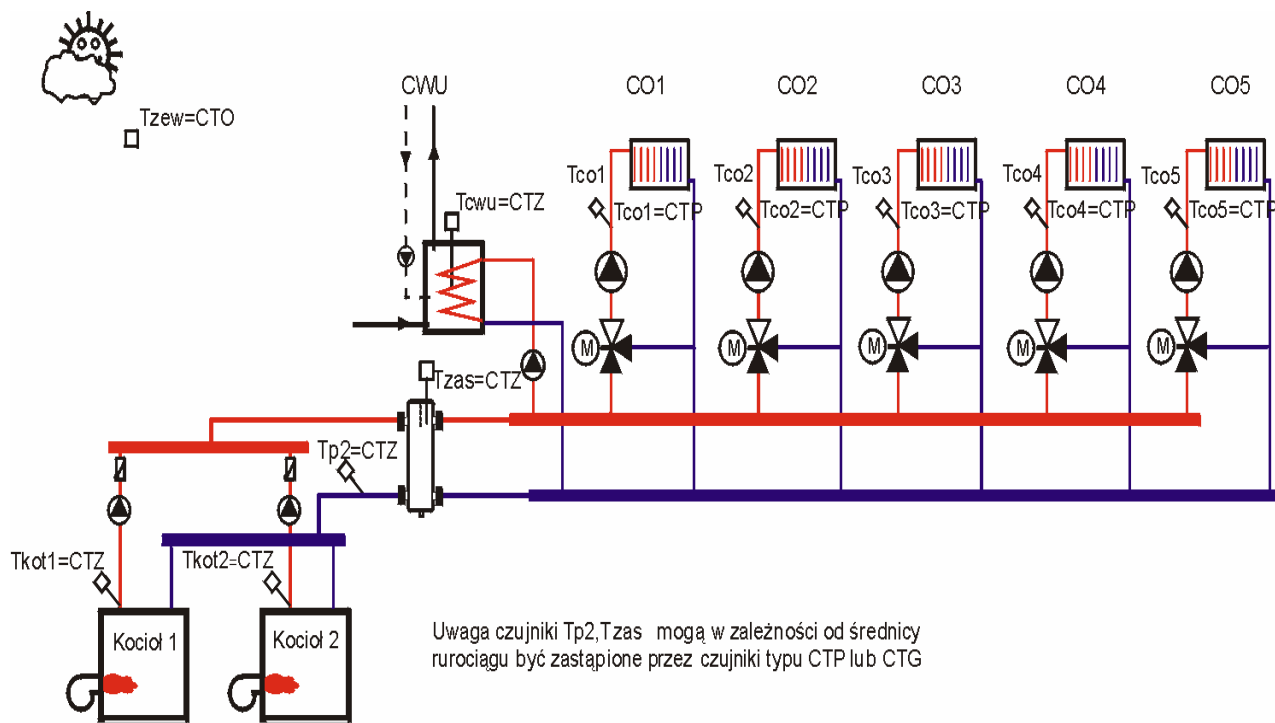 CWU
CO1
CO2
CO3
CO4
CO5
Tzew=CTO
Tco1
Tco2
Tco3
Tco4
Tco5
Tcwu=CTZ
Tco1=CTP
Tco2=CTP
Tco3=CTP
Tco4=CTP
Tco5=CTP
M
M
M
M
M
Tzas=CTZ
Tp2=CTZ
Tkot1=CTZ
Tkot2=CTZ
Kocioł 1
Kocioł 2
Uwaga czujniki Tp2,Tzas mogą w zależności od średnicy
rurociągu być zastąpione przez czujniki typu CTP lub CTG